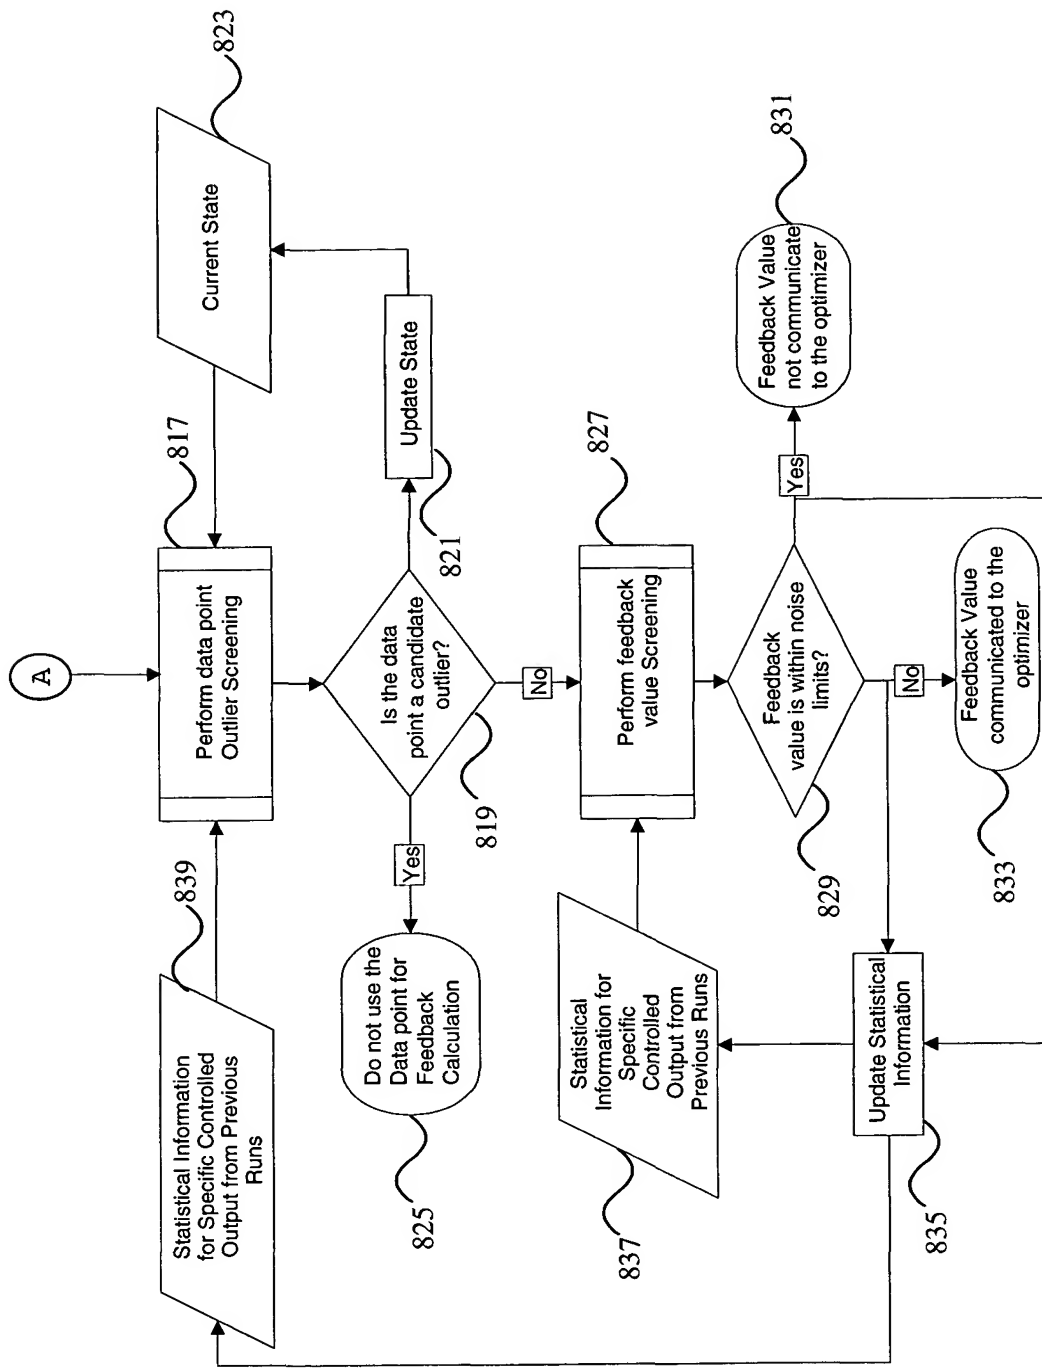 A
823
Current State
817
Perform data point
Outlier Screening
839
Statistical Information
for Specific Controlled
Output from Previous
Runs
Update State
821
Is the data
point a candidate
outlier?
819
Yes
No
Do not use the
Data point for
Feedback
Calculation
825
827
Perform feedback
value Screening
Statistical
Information for
Specific
Controlled
Output from
Previous Runs
837
831
Feedback Value
not communicate
to the optimizer
Yes
Feedback
value is within noise
limits?
829
No
Feedback Value
communicated to the
optimizer
833
Update Statistical
Information
835